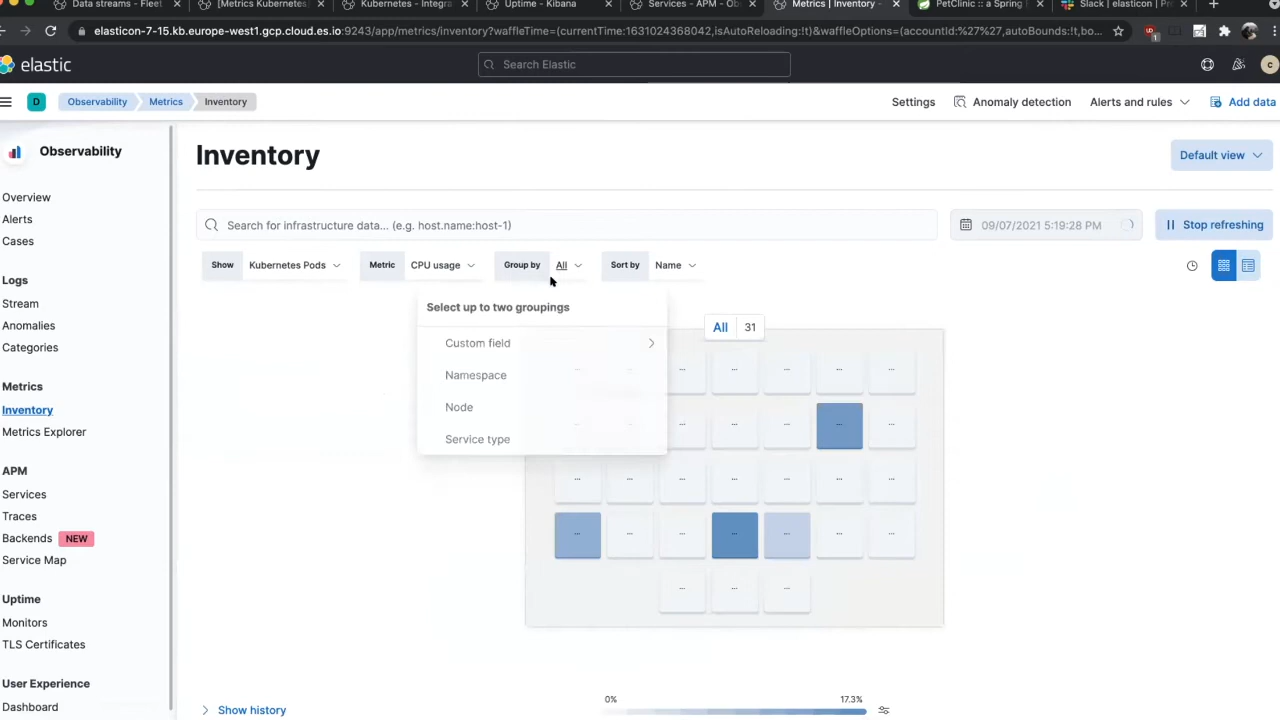 Data streams - Fleet
[Metrics Kubernetes]
Kubernetes - Integra
Uptime - Kibana
Services - APM - Ob
Metrics | Inventory -
PetClinic :: a Spring
Slack | elasticon | Pr
elasticon-7-15.kb.europe-west1.gcp.cloud.es.io:9243/app/metrics/inventory?waffleTime=(currentTime:1631024368042,isAutoReloading:!t)&waffleOptions=(accountId:%27%27,autoBounds:!t,bo...
elastic
Search Elastic
c
D
Observability
Metrics
Inventory
Settings
Anomaly detection
Alerts and rules
Add data
Observability
Overview
Alerts
Cases
Logs
Stream
Anomalies
Categories
Metrics
Inventory
Metrics Explorer
APM
Services
Traces
Backends NEW
Service Map
Uptime
Monitors
TLS Certificates
User Experience
Dashboard
Inventory
Default view
Search for infrastructure data... (e.g. host.name:host-1)
09/07/2021 5:19:28 PM
Stop refreshing
Show Kubernetes Pods
Metric CPU usage
Group by All
Sort by Name
Select up to two groupings
Custom field
Namespace
Node
Service type
All 31
Show history
0%
17.3%